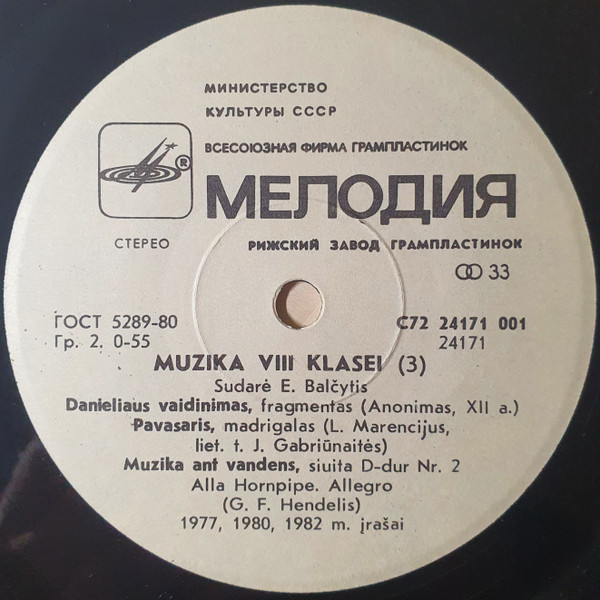 МИНИСТЕРСТВО
КУЛЬТУРЫ СССР
ВСЕСОЮЗНАЯ ФИРМА ГРАМПЛАСТИНОК
®
МЕЛОДИЯ
СТЕРЕО
РИЖСКИЙ ЗАВОД ГРАМПЛАСТИНОК
33
ГОСТ 5289-80
C72 24171 001
Гр. 2. 0-55
24171
MUZIKA VIII KLASEI (3)
Sudarė E. Balčytis
Danieliaus vaidinimas, fragmentas (Anonimas, XII a.)
Pavasaris, madrigalas (L. Marencijus,
liet. t. J. Gabriūnaitės)
Muzika ant vandens, siuita D-dur Nr. 2
Alla Hornpipe. Allegro
(G. F. Hendelis)
1977, 1980, 1982 m. įrašai